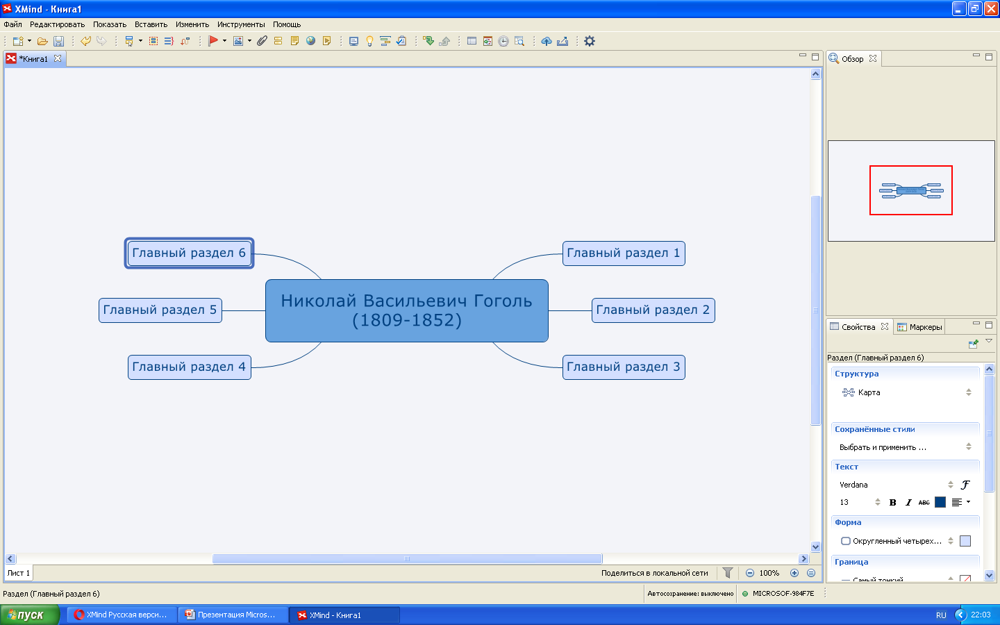 XMind - Книга1
Файл Редактировать Показать Вставить Изменить Инструменты Помощь
*Книга1
Обзор
Главный раздел 6
Главный раздел 1
Николай Васильевич Гоголь
(1809-1852)
Главный раздел 5
Главный раздел 2
Главный раздел 4
Главный раздел 3
Свойства
Маркеры
Раздел (Главный раздел 6)
Структура
Карта
Сохранённые стили
Выбрать и применить ...
Текст
Verdana
13 B I ABC
Форма
Округленный четырех...
Граница
Самый тонкий
Лист 1
Поделиться в локальной сети
100%
Раздел (Главный раздел 6)
Автосохранение: выключено
MICROSOF-984F7E
пуск
XMind Русская верси...
Презентация Micros...
XMind - Книга1
RU
22:03